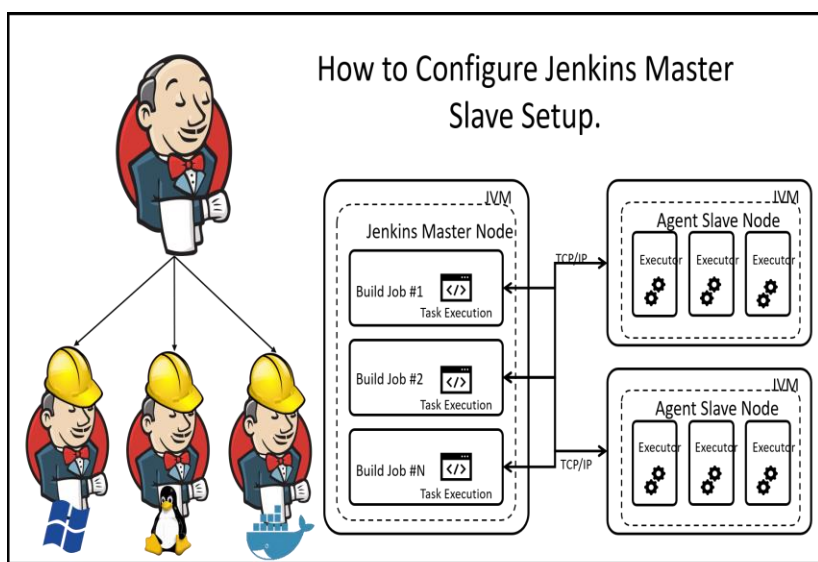 How to Configure Jenkins Master
Slave Setup.
JVM
Jenkins Master Node
Build Job #1
</>
Task Execution
Build Job #2
</>
Task Execution
Build Job #N
</>
Task Execution
TCP/IP
TCP/IP
JVM
Agent Slave Node
Executor Executor Executor
JVM
Agent Slave Node
Executor Executor Executor